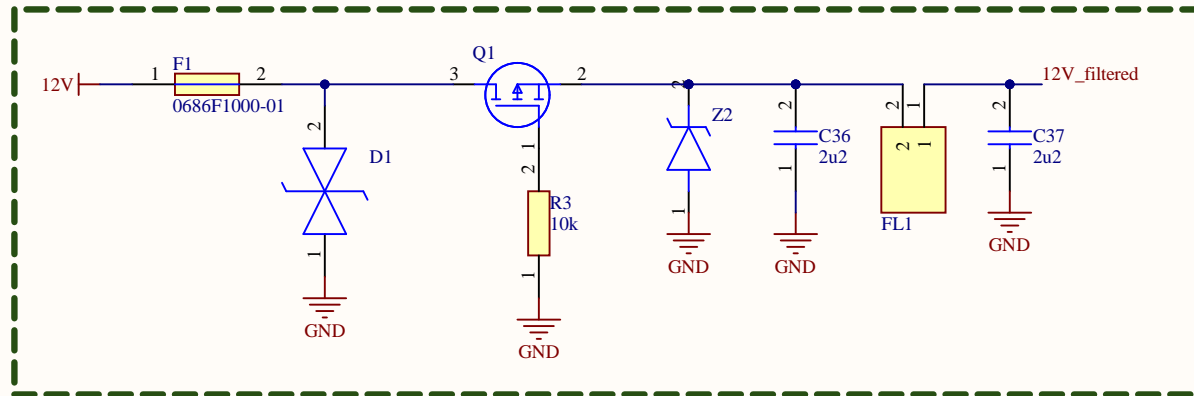 12V
1
F1
2
0686F1000-01
2
D1
1
GND
Q1
3
2
1
2
R3
10k
1
GND
2
Z2
1
GND
2
C36
2u2
1
GND
2
1
2
1
FL1
12V_filtered
2
C37
2u2
1
GND